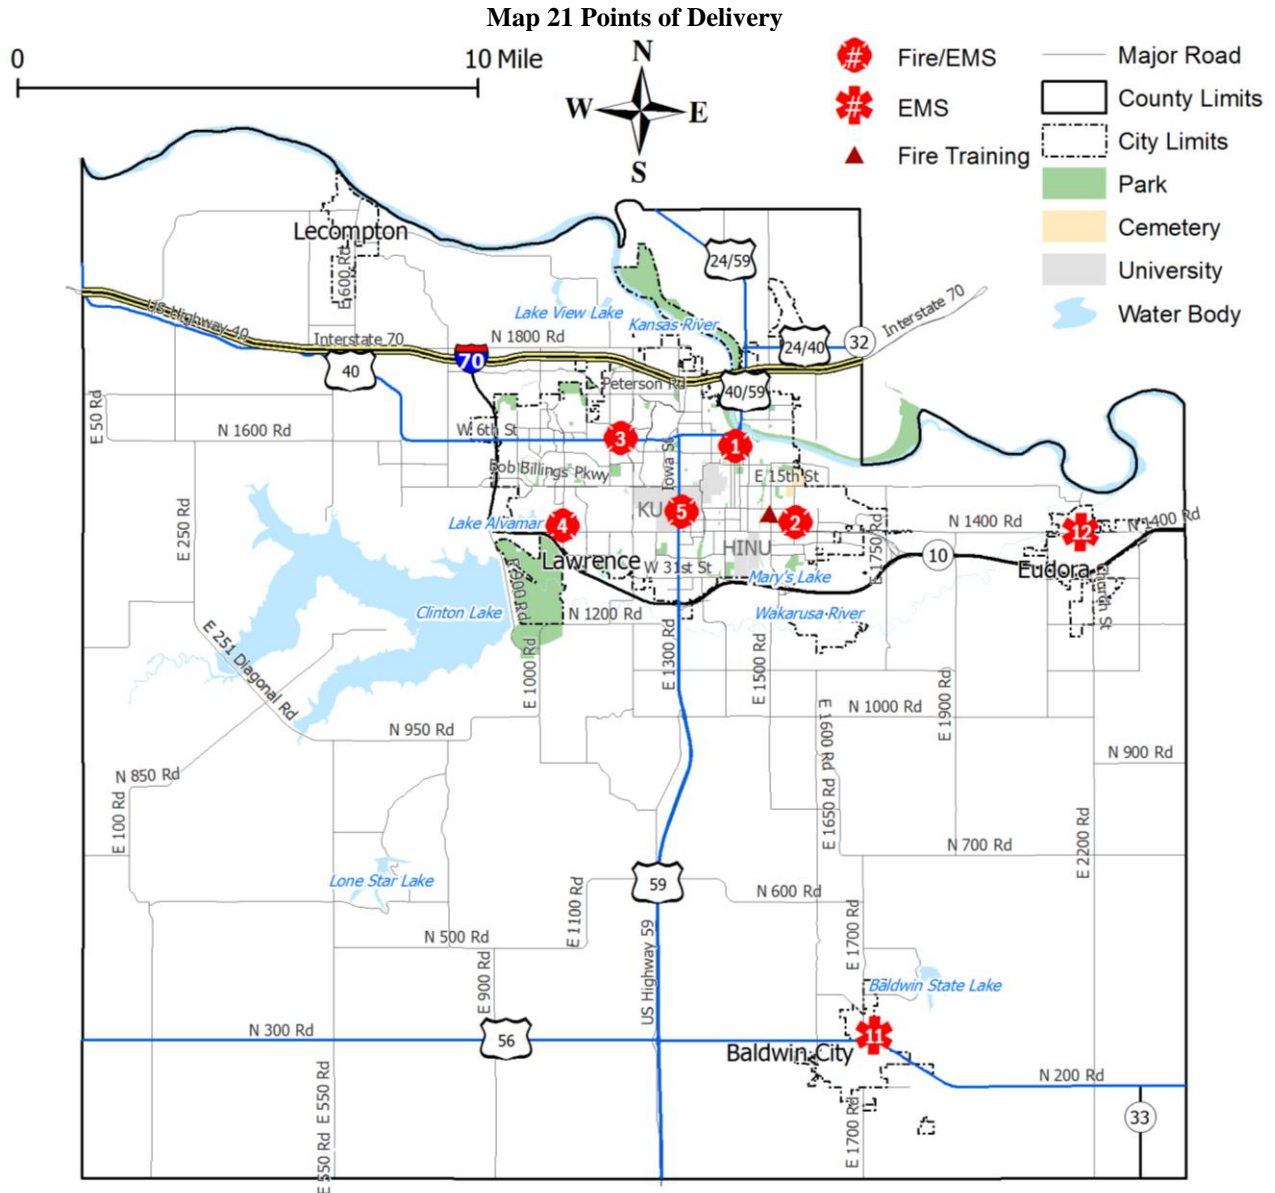 Map 21 Points of Delivery
0 10 Mile
N
W E
S
# Fire/EMS
# EMS
Fire Training
Major Road
County Limits
City Limits
Park
Cemetery
University
Water Body
Lecompton
E 600 Rd
24/59
Lake View Lake
Kansas River
Interstate 70
US Highway 40
Interstate 70
N 1800 Rd
24/40
32
70
40
Peterson Rd
40/59
E 50 Rd
N 1600 Rd
W 6th St
3
1
Iowa St
Bob Billings Pkwy
E 15th St
E 250 Rd
Lake Alvamar
4
KU
5
2
N 1400 Rd
12
N 1400 Rd
E 1750 Rd
HINU
10
Lawrence
W 31st St
Eudora
Mary's Lake
E 900 Rd
Church St
Clinton Lake
N 1200 Rd
Wakarusa River
E 251 Diagonal Rd
E 1000 Rd
E 1300 Rd
E 1500 Rd
E 1600 Rd
N 1000 Rd
E 1900 Rd
N 950 Rd
N 900 Rd
N 850 Rd
E 100 Rd
E 1650 Rd
E 2200 Rd
N 700 Rd
Lone Star Lake
59
N 600 Rd
E 1100 Rd
E 1700 Rd
N 500 Rd
US Highway 59
E 900 Rd
Baldwin State Lake
N 300 Rd
56
11
Baldwin City
N 200 Rd
E 550 Rd
E 550 Rd
E 1700 Rd
33